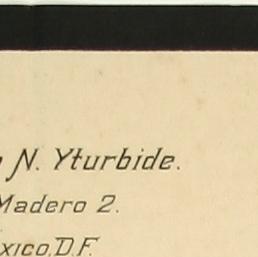 N. Yturbide.
Madero 2.
xico, D.F.